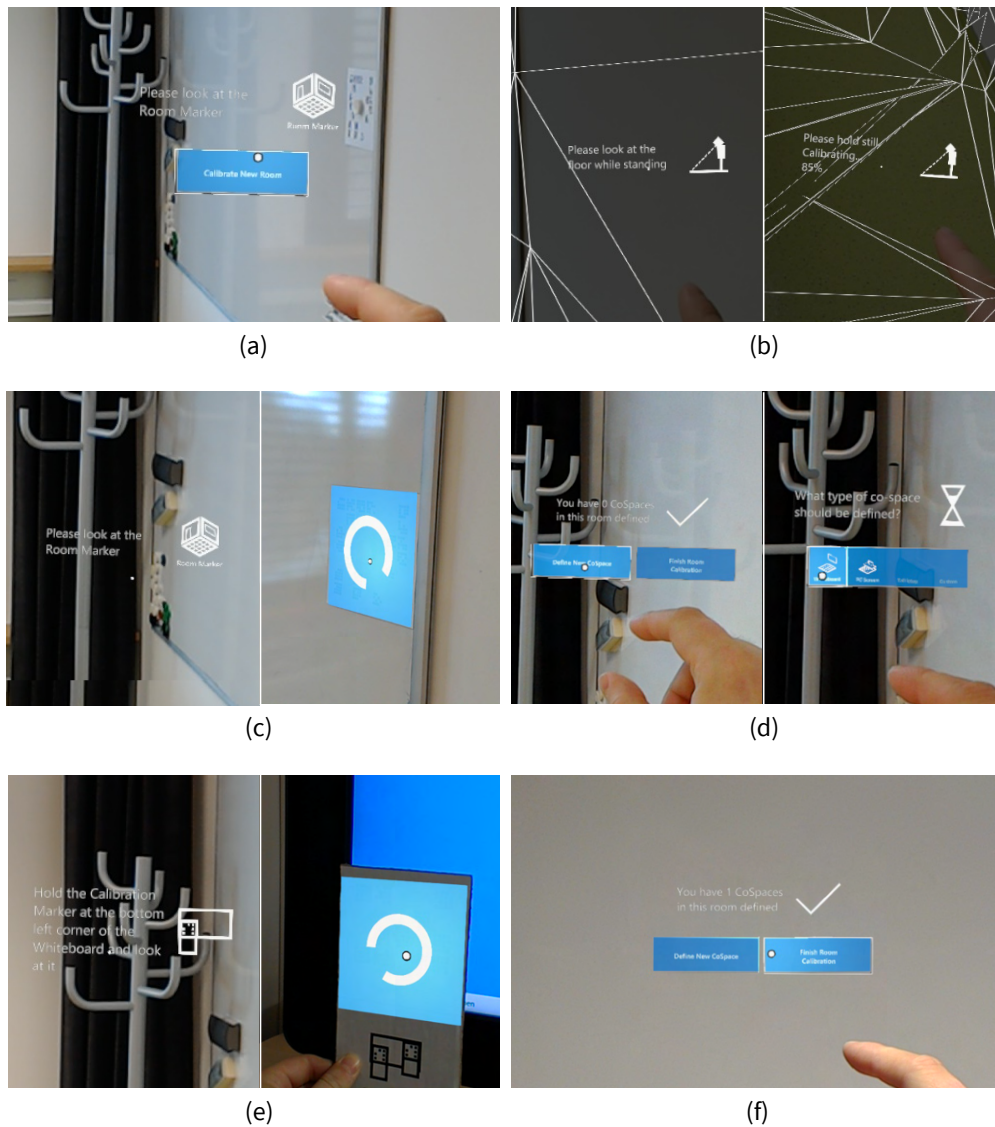 Please look at the
Room Marker
Room Marker
Calibrate New Room
(a)
Please look at the
floor while standing
Please hold still
Calibrating...
85%
(b)
Please look at the
Room Marker
Room Marker
(c)
You have 0 CoSpaces
in this room defined
Define New CoSpace
Finish Room
Calibration
What type of co-space
should be defined?
PC Screen
(d)
Hold the Calibration
Marker at the bottom
left corner of the
Whiteboard and look
at it
(e)
You have 1 CoSpaces
in this room defined
Define New CoSpace
Finish Room
Calibration
(f)